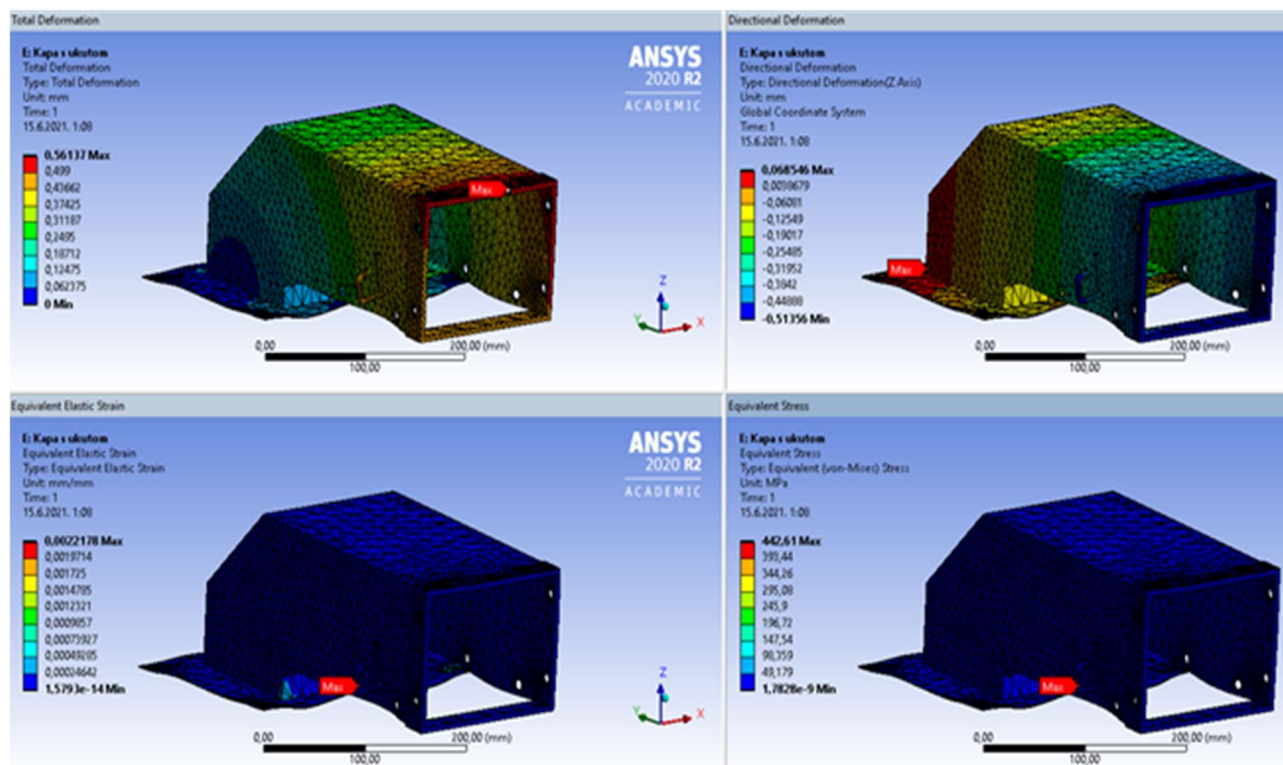 Total Deformation
E: Kapa s ukutom
Total Deformation
Type: Total Deformation
Unit: mm
Time: 1
15.6.2021. 1:08
0,56137 Max
0,499
0,43662
0,37425
0,31187
0,2495
0,18712
0,12475
0,062375
0 Min
ANSYS
2020 R2
ACADEMIC
Max
Z
Y
X
0,00
200,00 (mm)
100,00
Directional Deformation
E: Kapa s ukutom
Directional Deformation
Type: Directional Deformation(Z Axis)
Unit: mm
Global Coordinate System
Time: 1
15.6.2021. 1:08
0,068546 Max
0,0038679
-0,06081
-0,12549
-0,19017
-0,25485
-0,31952
-0,3842
-0,44888
-0,51356 Min
Max
0,00
200,00 (mm)
100,00
Equivalent Elastic Strain
E: Kapa s ukutom
Equivalent Elastic Strain
Type: Equivalent Elastic Strain
Unit: mm/mm
Time: 1
15.6.2021. 1:08
0,0022178 Max
0,0019714
0,001725
0,0014785
0,0012321
0,0009857
0,00073927
0,00049285
0,00024642
1,5793e-14 Min
ANSYS
2020 R2
ACADEMIC
Max
Z
Y
X
0,00
200,00 (mm)
100,00
Equivalent Stress
E: Kapa s ukutom
Equivalent Stress
Type: Equivalent (von-Mises) Stress
Unit: MPa
Time: 1
15.6.2021. 1:08
442,61 Max
393,44
344,26
295,08
245,9
196,72
147,54
98,359
49,179
1,7828e-9 Min
Max
0,00
200,00 (mm)
100,00